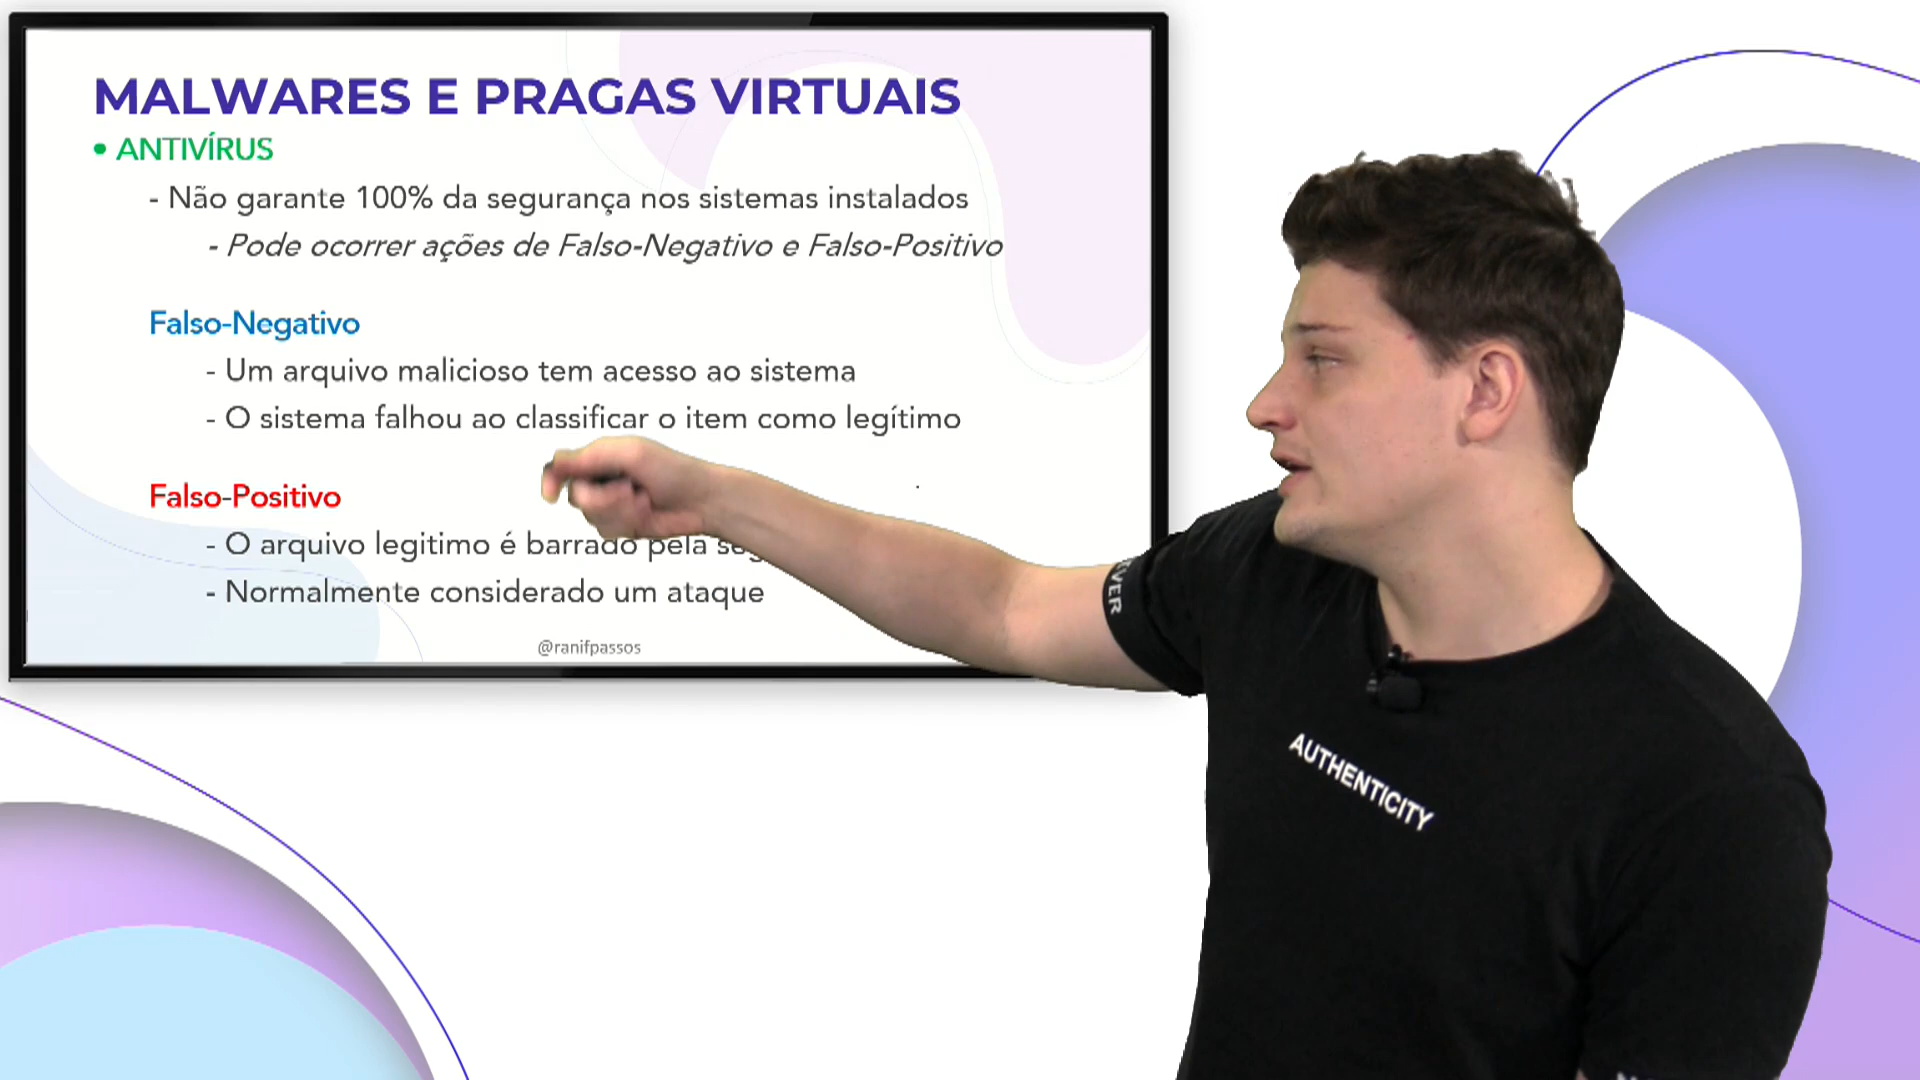 MALWARES E PRAGAS VIRTUAIS
• ANTIVÍRUS
- Não garante 100% da segurança nos sistemas instalados
- Pode ocorrer ações de Falso-Negativo e Falso-Positivo
Falso-Negativo
- Um arquivo malicioso tem acesso ao sistema
- O sistema falhou ao classificar o item como legítimo
Falso-Positivo
- O arquivo legitimo é barrado pela
- Normalmente considerado um ataque
@ranifpassos
AUTHENTICITY